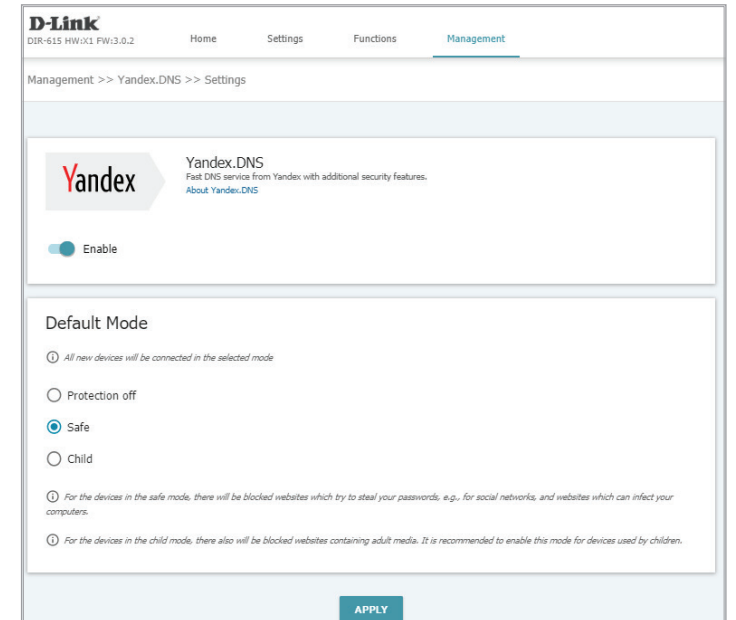 D-Link
DIR-615 HW:X1 FW:3.0.2 Home Settings Functions Management
Management >> Yandex.DNS >> Settings
Yandex
Yandex.DNS
Fast DNS service from Yandex with additional security features.
About Yandex.DNS
Enable
Default Mode
All new devices will be connected in the selected mode
Protection off
Safe
Child
For the devices in the safe mode, there will be blocked websites which try to steal your passwords, e.g., for social networks, and websites which can infect your
computers.
For the devices in the child mode, there also will be blocked websites containing adult media. It is recommended to enable this mode for devices used by children.
APPLY